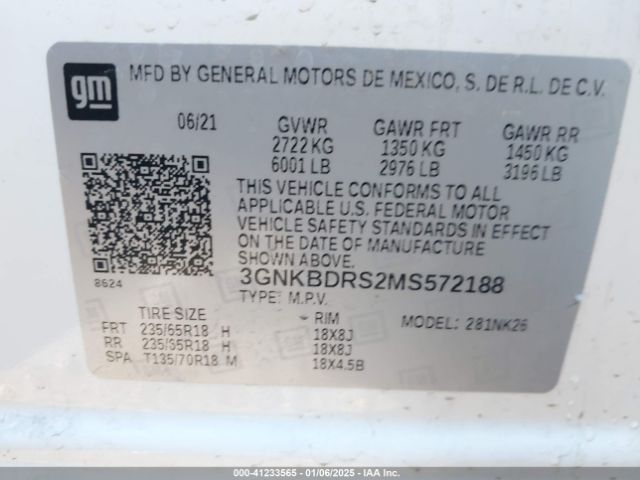 gm MFD BY GENERAL MOTORS DE MEXICO, S. DE R.L. DE C.V.
06/21 GVWR GAWR FRT GAWR RR
2722 KG 1350 KG 1450 KG
6001 LB 2976 LB 3196 LB
THIS VEHICLE CONFORMS TO ALL
APPLICABLE U.S. FEDERAL MOTOR
VEHICLE SAFETY STANDARDS IN EFFECT
ON THE DATE OF MANUFACTURE
SHOWN ABOVE.
3GNKBDRS2MS572188
8624 TYPE: M.P.V.
TIRE SIZE RIM MODEL: 281NK26
FRT 235/65R18 H 18X8J
RR 235/65R18 H 18X8J
SPA T135/70R18 M 18X4.5B
000-41233565 - 01/06/2025 - IAAI.com